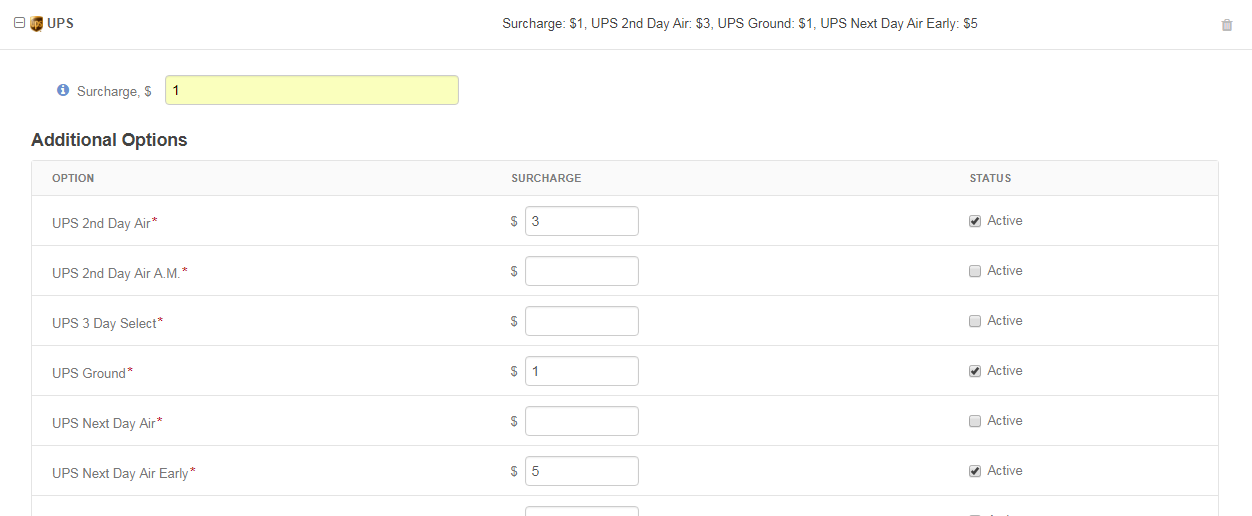 UPS Surcharge: $1, UPS 2nd Day Air: $3, UPS Ground: $1, UPS Next Day Air Early: $5
Surcharge, $ 1
Additional Options
OPTION SURCHARGE STATUS
UPS 2nd Day Air* $ 3 Active
UPS 2nd Day Air A.M.* $ Active
UPS 3 Day Select* $ Active
UPS Ground* $ 1 Active
UPS Next Day Air* $ Active
UPS Next Day Air Early* $ 5 Active